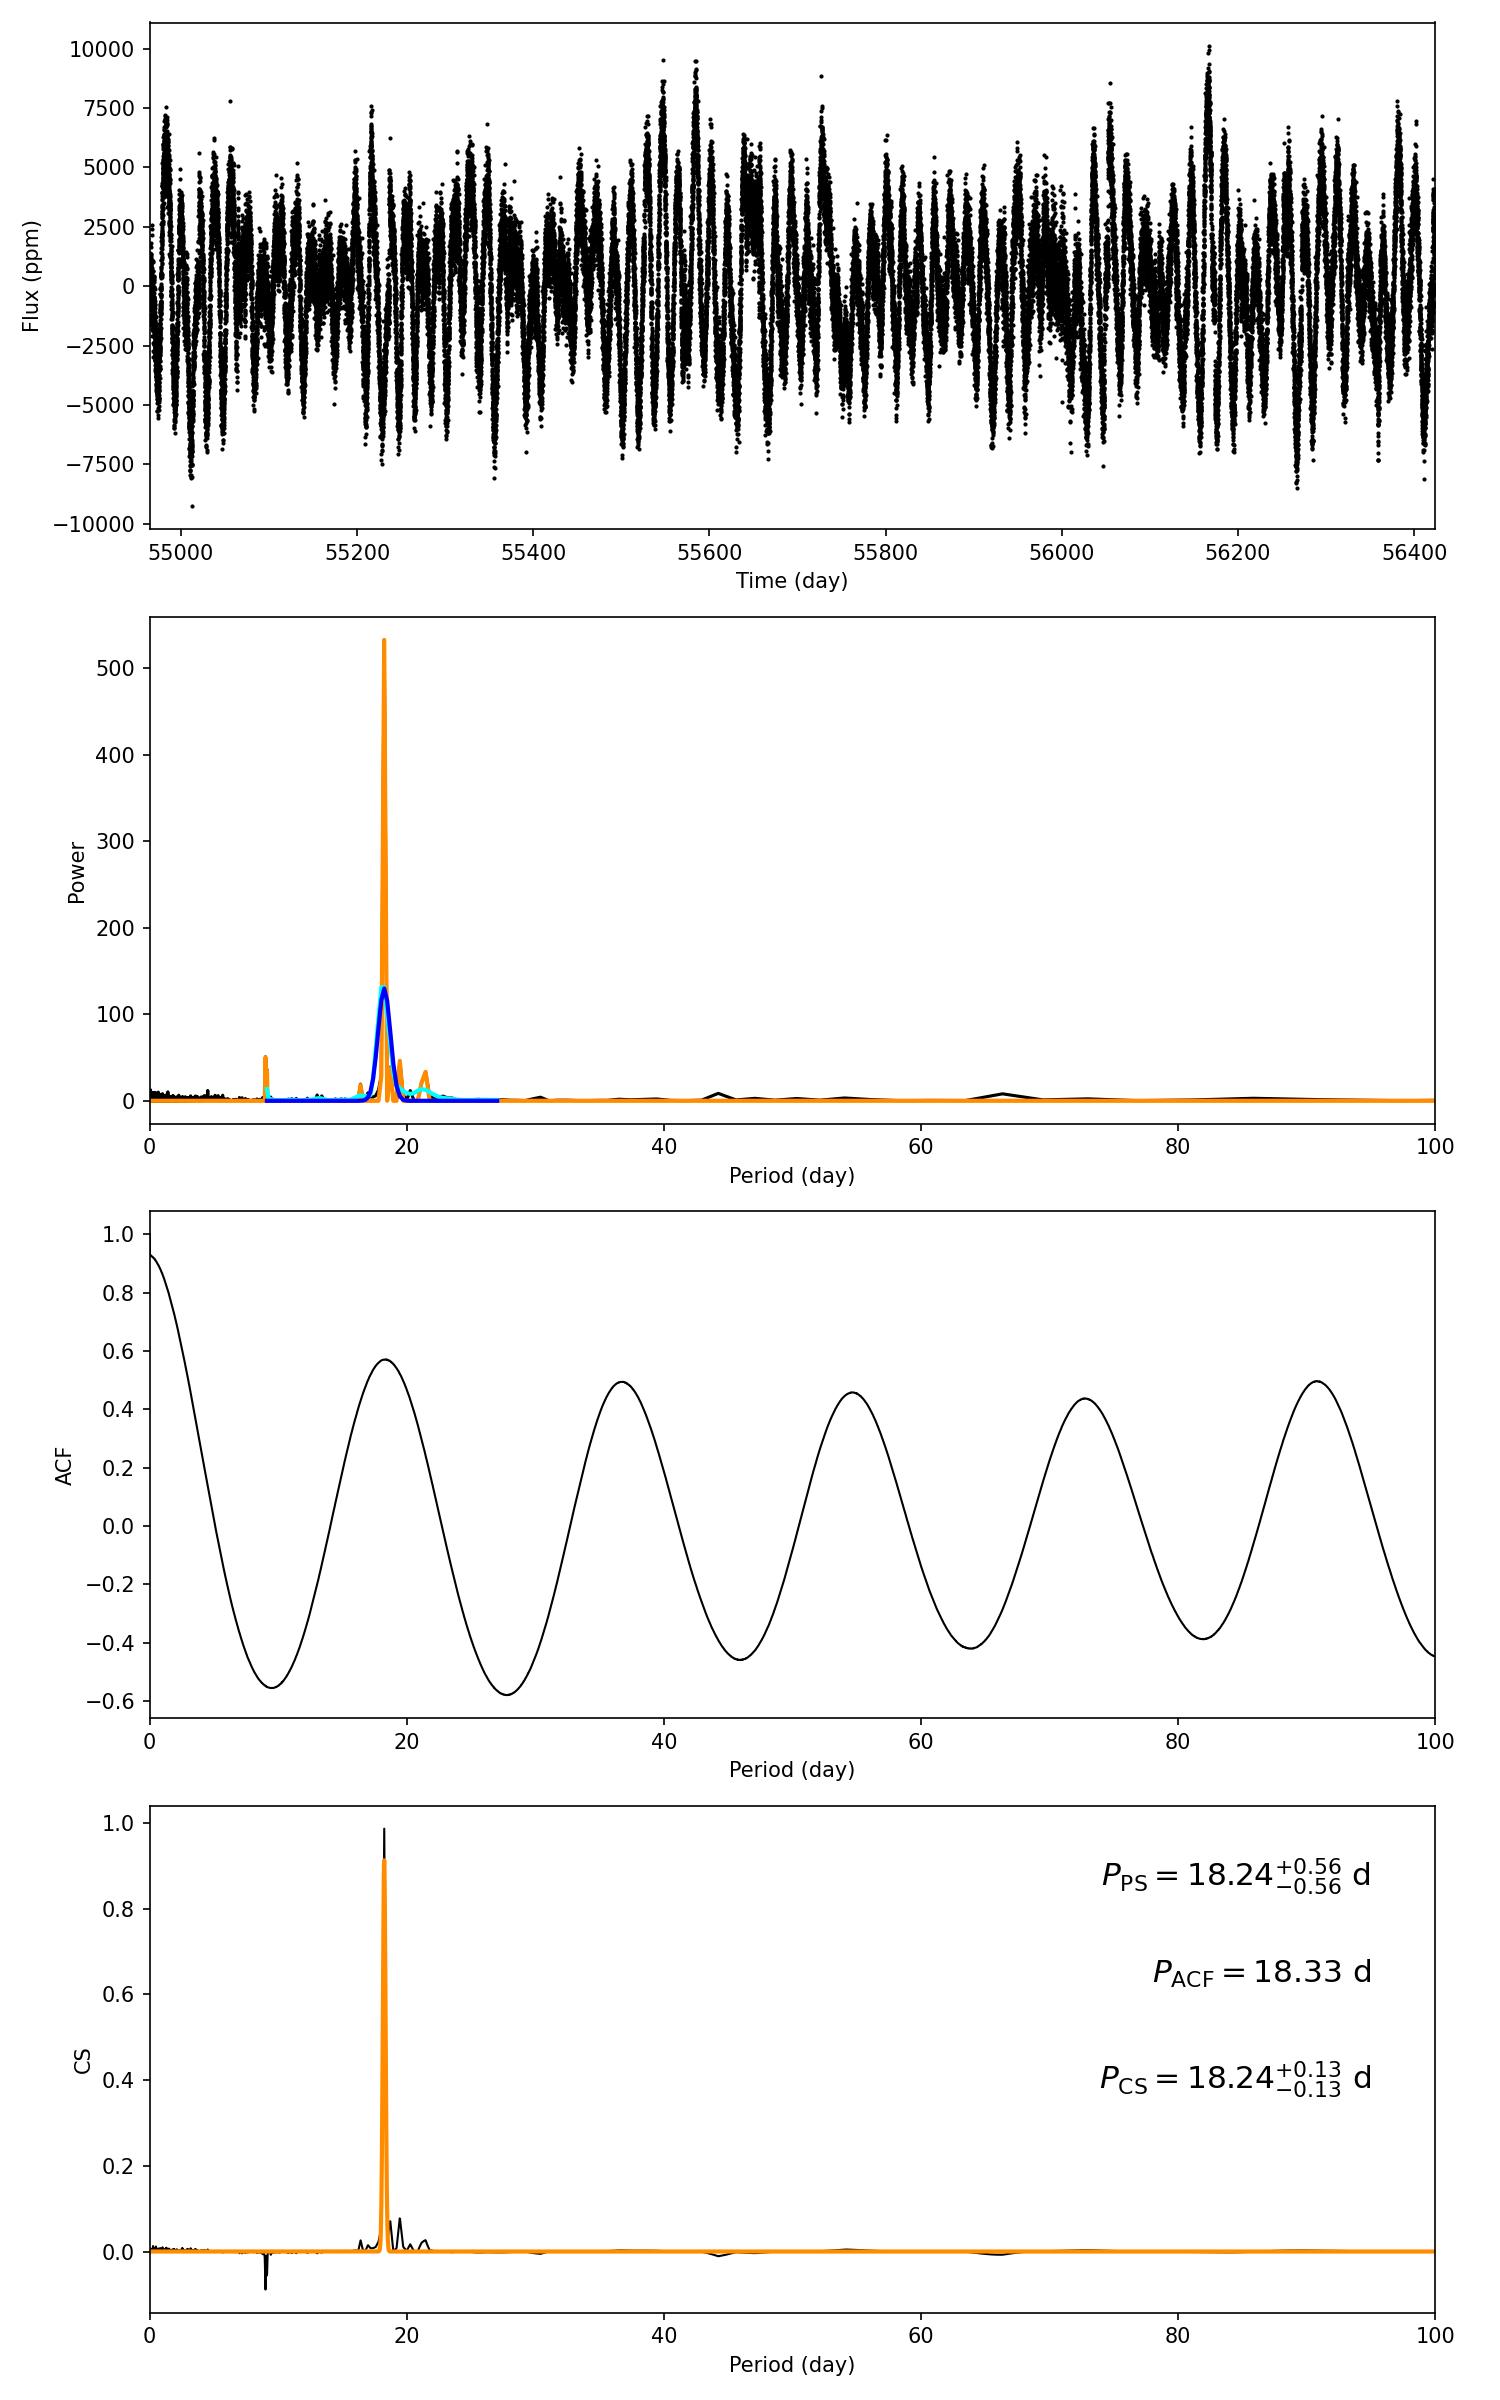 10000
7500
5000
2500
0
−2500
−5000
−7500
−10000
Flux (ppm)
55000 55200 55400 55600 55800 56000 56200 56400
Time (day)
500
400
300
200
100
0
Power
0 20 40 60 80 100
Period (day)
1.0
0.8
0.6
0.4
0.2
0.0
−0.2
−0.4
−0.6
ACF
0 20 40 60 80 100
Period (day)
1.0
0.8
0.6
0.4
0.2
0.0
CS
P_PS = 18.24^{+0.56}_{−0.56} d
P_ACF = 18.33 d
P_CS = 18.24^{+0.13}_{−0.13} d
0 20 40 60 80 100
Period (day)